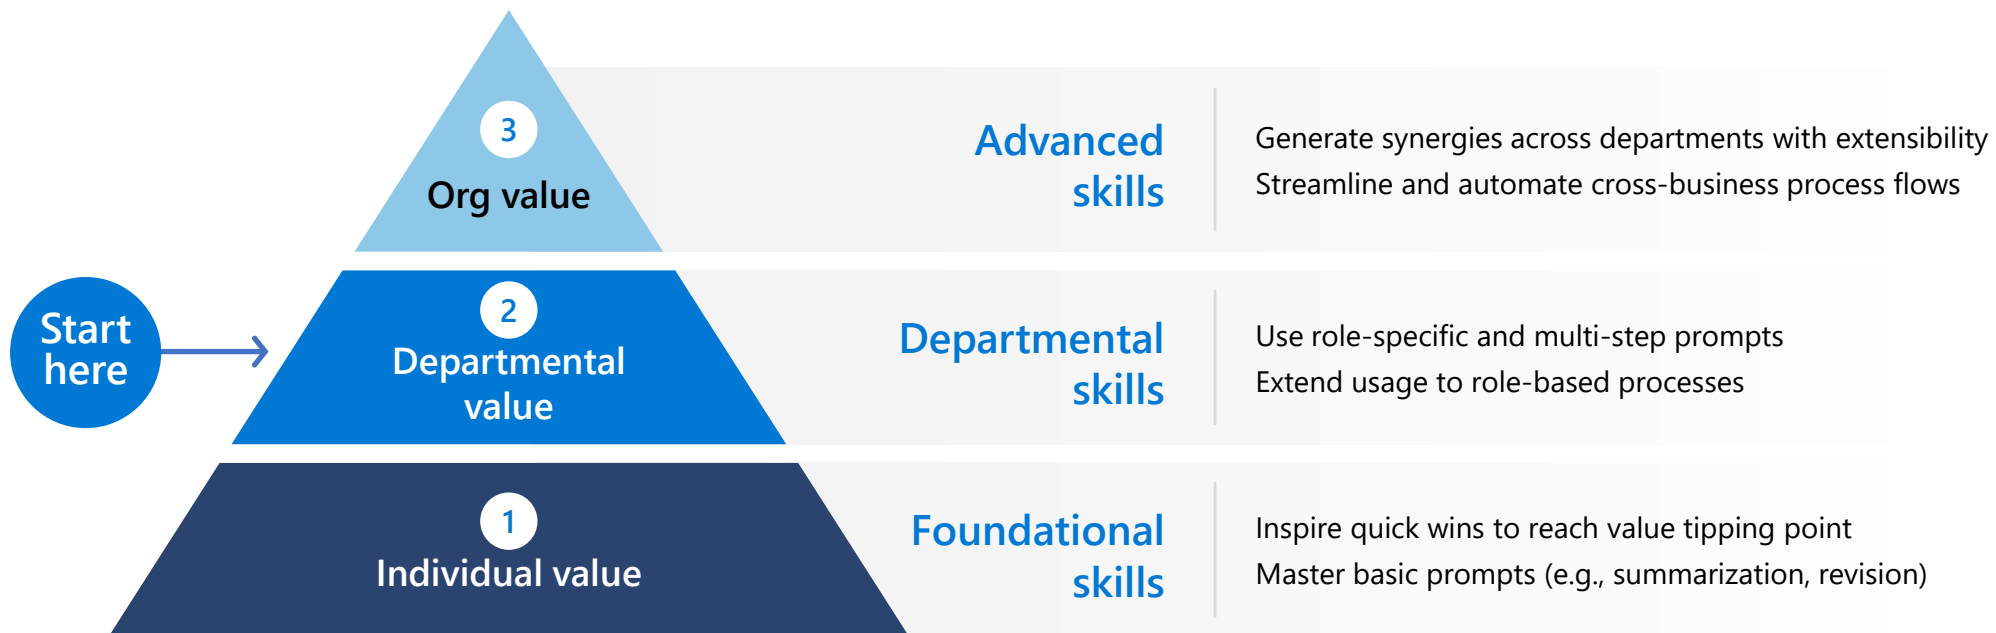 3
Org value
Advanced
skills
Generate synergies across departments with extensibility
Streamline and automate cross-business process flows
Start
here
2
Departmental
value
Departmental
skills
Use role-specific and multi-step prompts
Extend usage to role-based processes
1
Individual value
Foundational
skills
Inspire quick wins to reach value tipping point
Master basic prompts (e.g., summarization, revision)